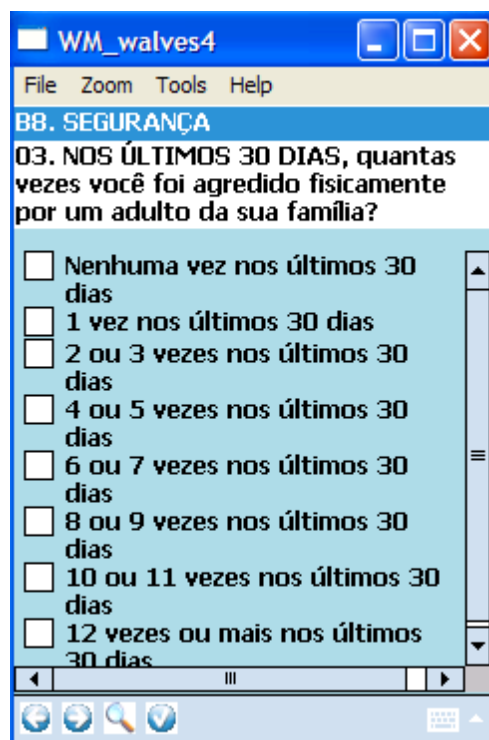 WM_walves4
File Zoom Tools Help
B8. SEGURANÇA
03. NOS ÚLTIMOS 30 DIAS, quantas
vezes você foi agredido fisicamente
por um adulto da sua família?
Nenhuma vez nos últimos 30
dias
1 vez nos últimos 30 dias
2 ou 3 vezes nos últimos 30
dias
4 ou 5 vezes nos últimos 30
dias
6 ou 7 vezes nos últimos 30
dias
8 ou 9 vezes nos últimos 30
dias
10 ou 11 vezes nos últimos 30
dias
12 vezes ou mais nos últimos
30 dias